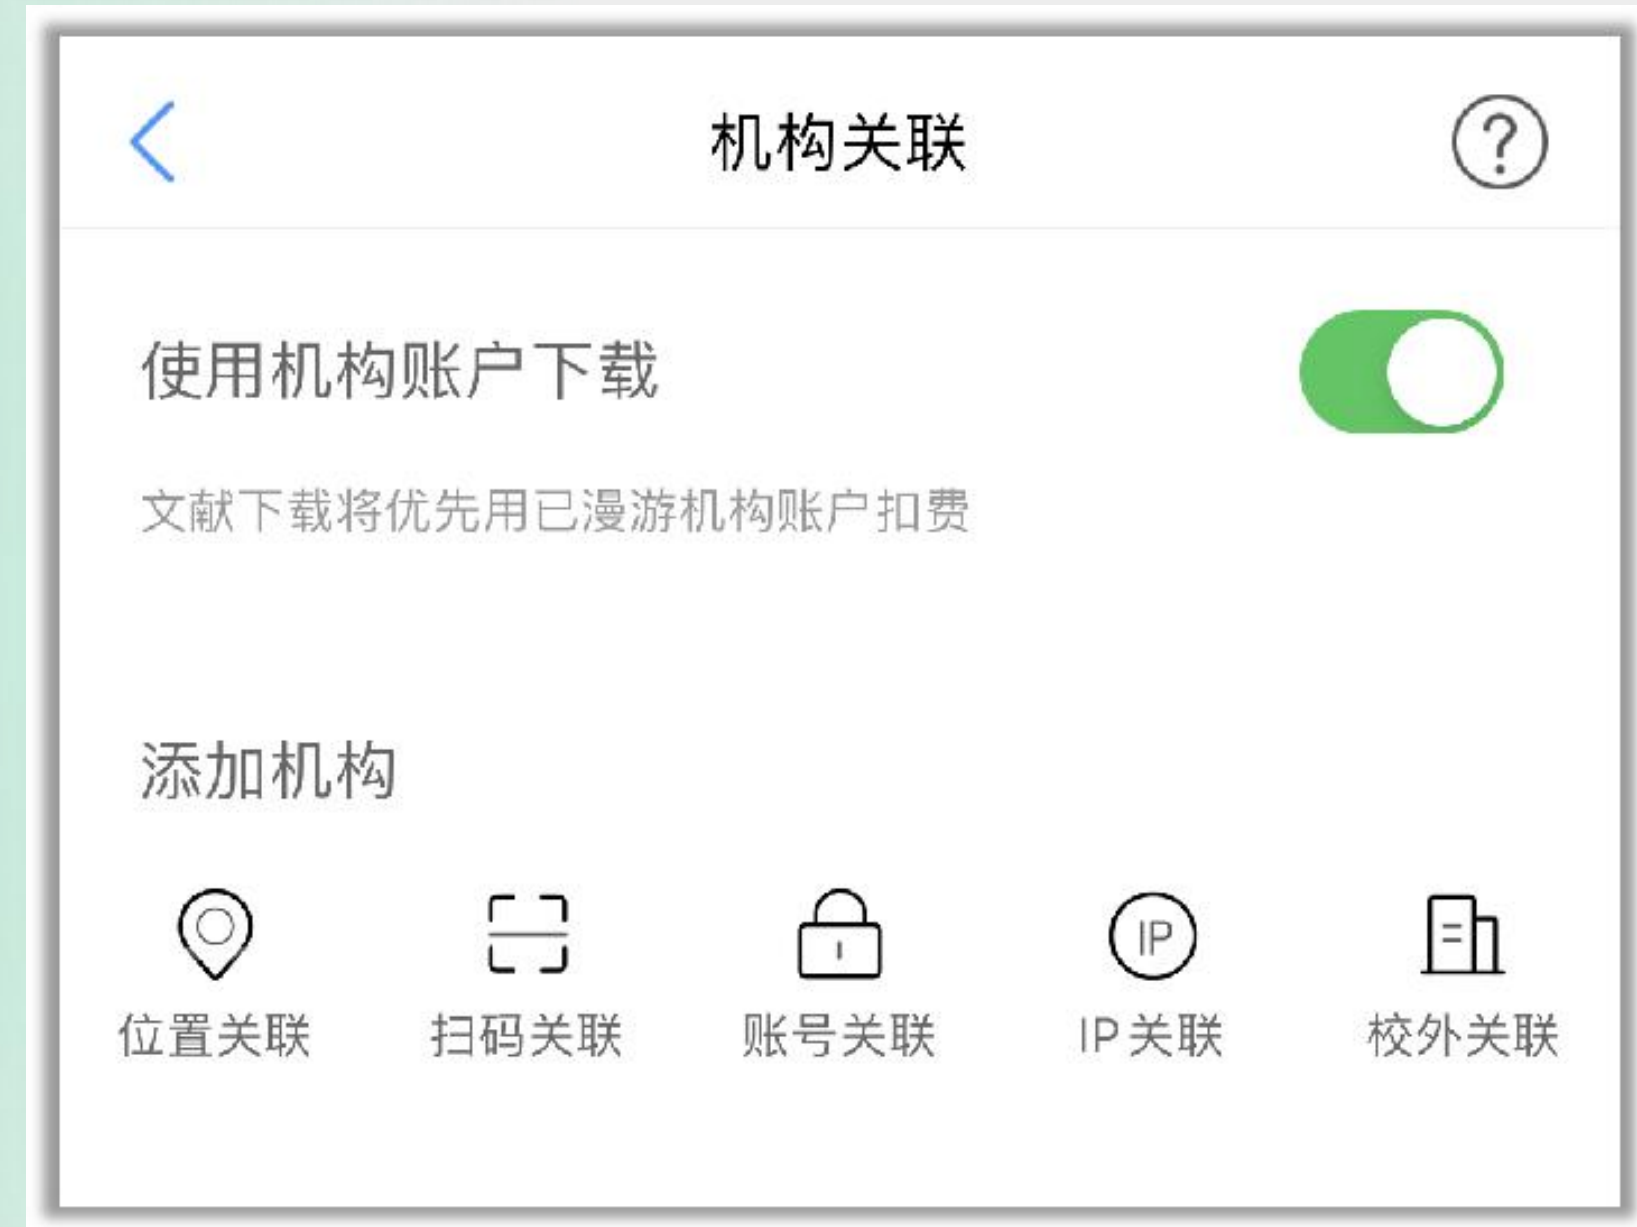 机构关联
使用机构账户下载
文献下载将优先用已漫游机构账户扣费
添加机构
IP
位置关联 扫码关联 账号关联 IP关联 校外关联